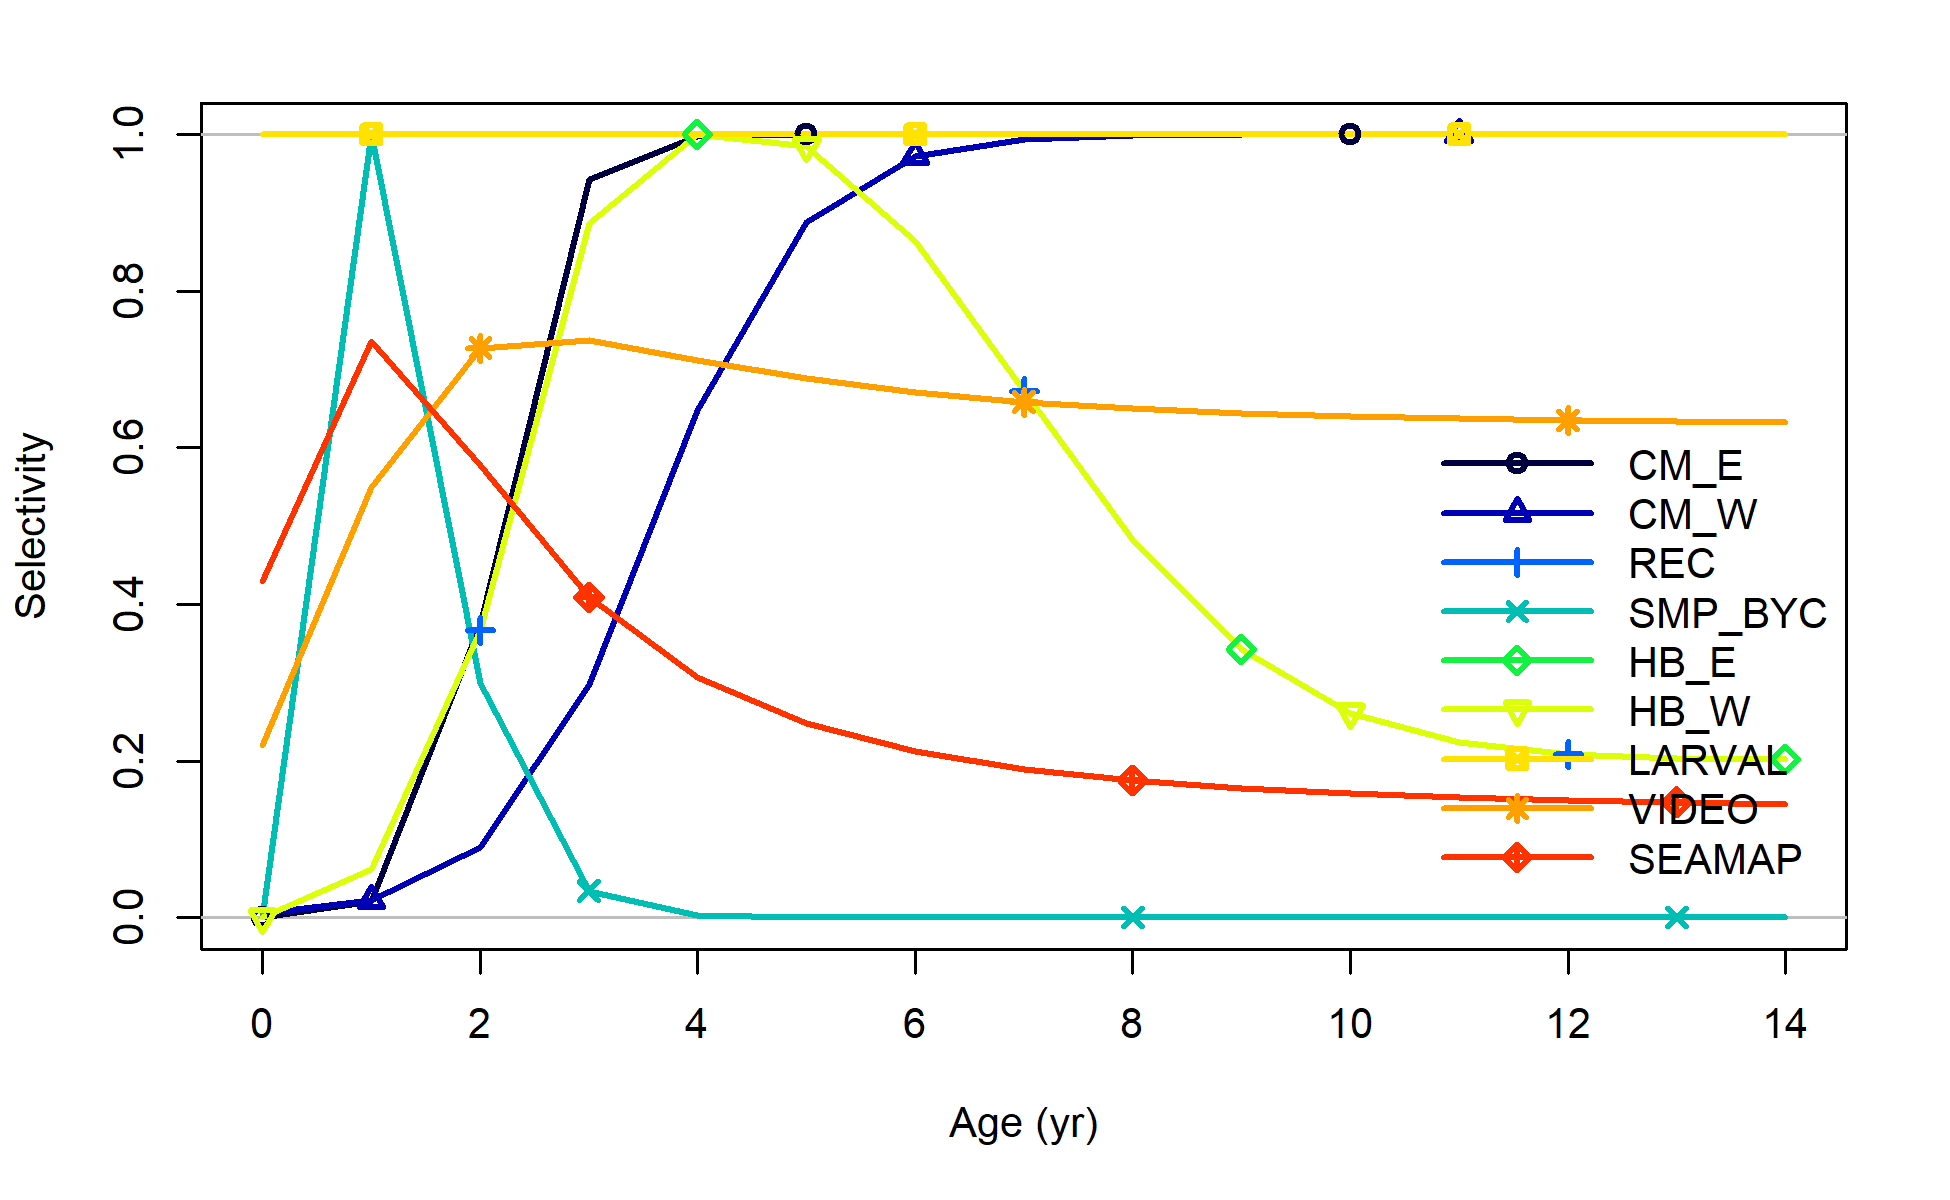 Selectivity
1.0
0.8
0.6
0.4
0.2
0.0
CM_E
CM_W
REC
SMP_BYC
HB_E
HB_W
LARVAL
VIDEO
SEAMAP
0 2 4 6 8 10 12 14
Age (yr)